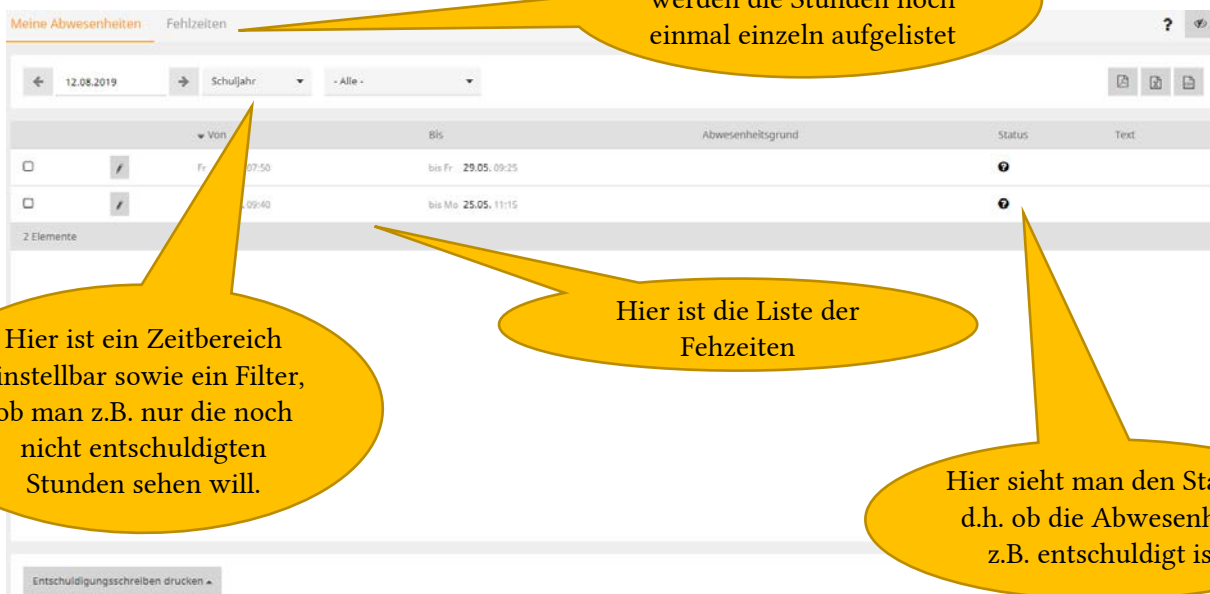 werden die Stunden noch
einmal einzeln aufgelistet
Meine Abwesenheiten Fehlzeiten ?
12.08.2019 Schuljahr - Alle -
Von Bis Abwesenheitsgrund Status Text
Fr 07:50 bis Fr 29.05. 09:25
09:40 bis Mo 25.05. 11:15
2 Elemente
Hier ist die Liste der
Fehzeiten
Hier ist ein Zeitbereich
instellbar sowie ein Filter,
ob man z.B. nur die noch
nicht entschuldigten
Stunden sehen will.
Hier sieht man den Sta
d.h. ob die Abwesenh
z.B. entschuldigt is
Entschuldigungsschreiben drucken